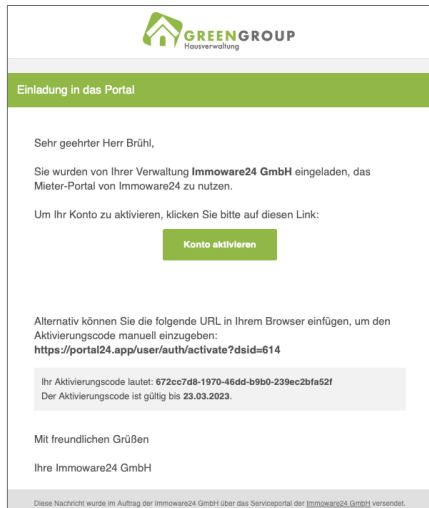 GREENGROUP
Hausverwaltung
Einladung in das Portal
Sehr geehrter Herr Brühl,
Sie wurden von Ihrer Verwaltung Immoware24 GmbH eingeladen, das
Mieter-Portal von Immoware24 zu nutzen.
Um Ihr Konto zu aktivieren, klicken Sie bitte auf diesen Link:
Konto aktivieren
Alternativ können Sie die folgende URL in Ihrem Browser einfügen, um den
Aktivierungscode manuell einzugeben:
https://portal24.app/user/auth/activate?dsid=614
Ihr Aktivierungscode lautet: 672cc7d8-1970-46dd-b9b0-239ec2bfa52f
Der Aktivierungscode ist gültig bis 23.03.2023.
Mit freundlichen Grüßen
Ihre Immoware24 GmbH
Diese Nachricht wurde im Auftrag der Immoware24 GmbH über das Serviceportal der Immoware24 GmbH versendet.